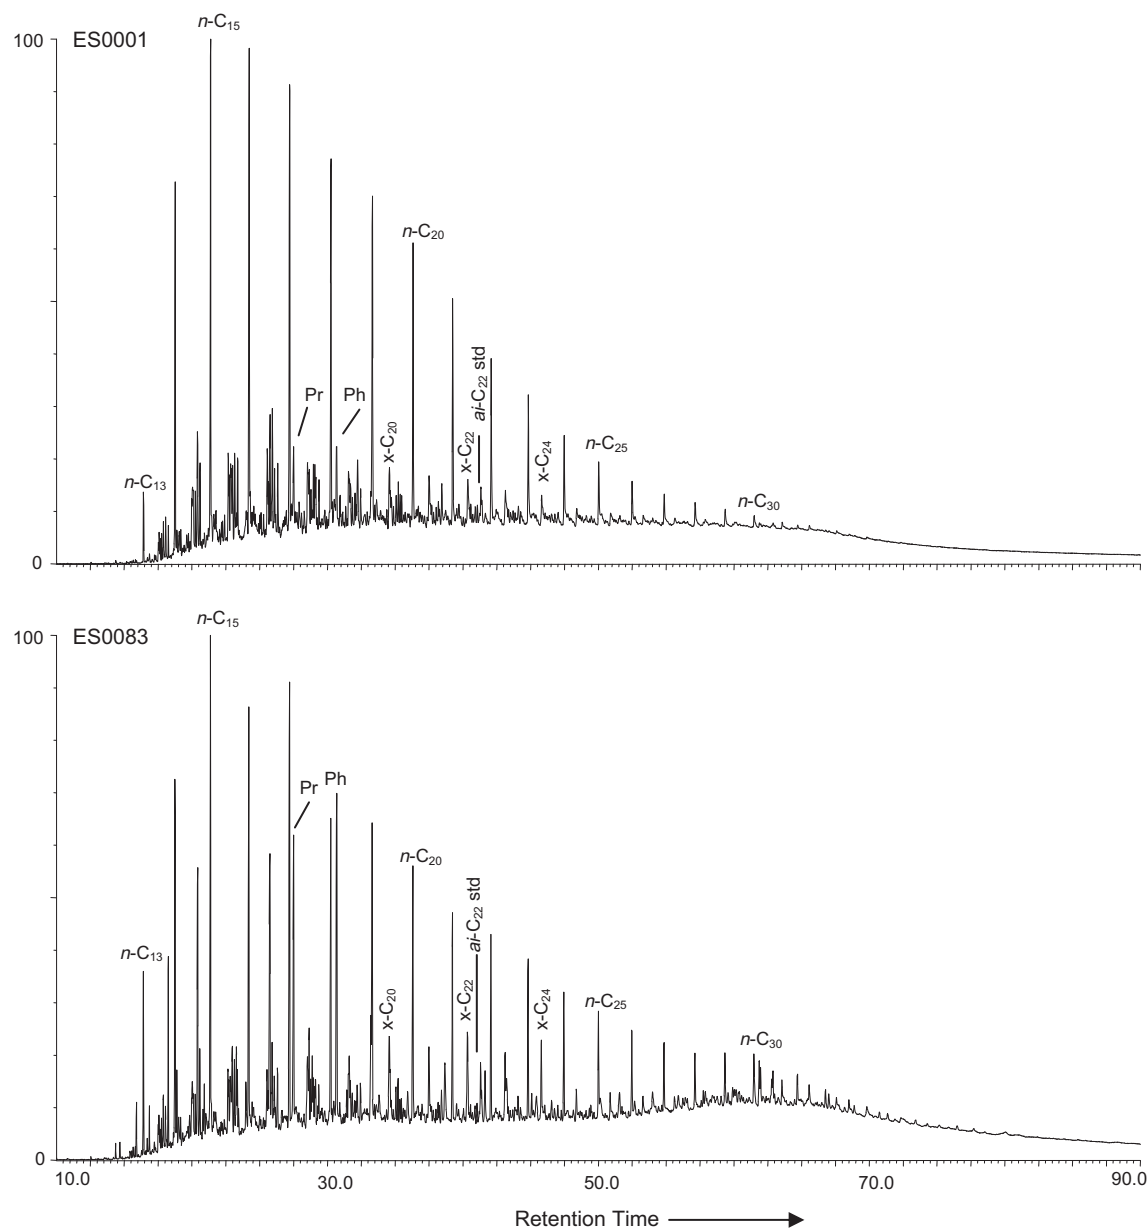 n-C₁₅
100
ES0001
n-C₂₀
ai-C₂₂ std
Pr
Ph
x-C₂₀
x-C₂₂
x-C₂₄
n-C₂₅
n-C₁₃
n-C₃₀
0
n-C₁₅
100
ES0083
Pr
Ph
n-C₂₀
ai-C₂₂ std
n-C₁₃
x-C₂₀
x-C₂₂
x-C₂₄
n-C₂₅
n-C₃₀
0
10.0 30.0 50.0 70.0 90.0
Retention Time